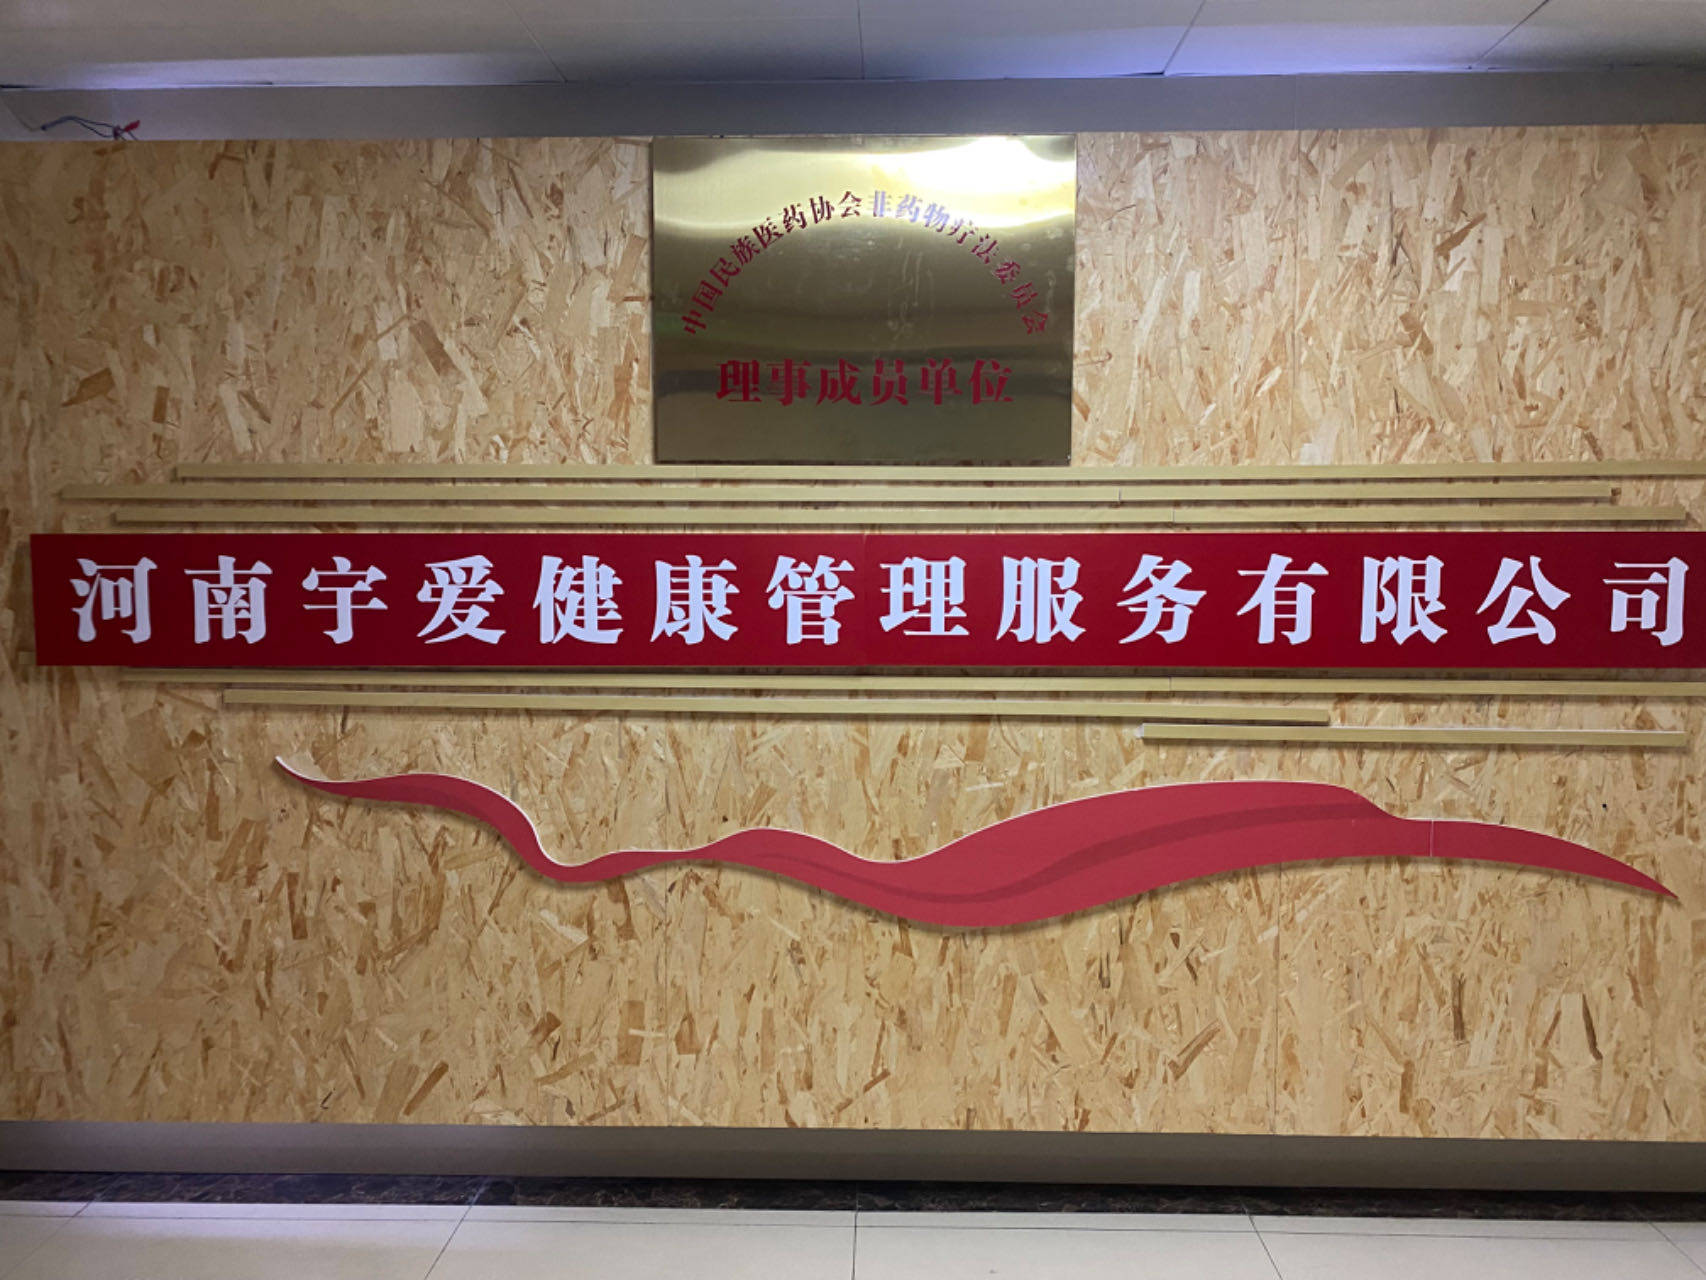 中国民族医药协会非药物疗法委员会
理事成员单位
河南宇爱健康管理服务有限公司